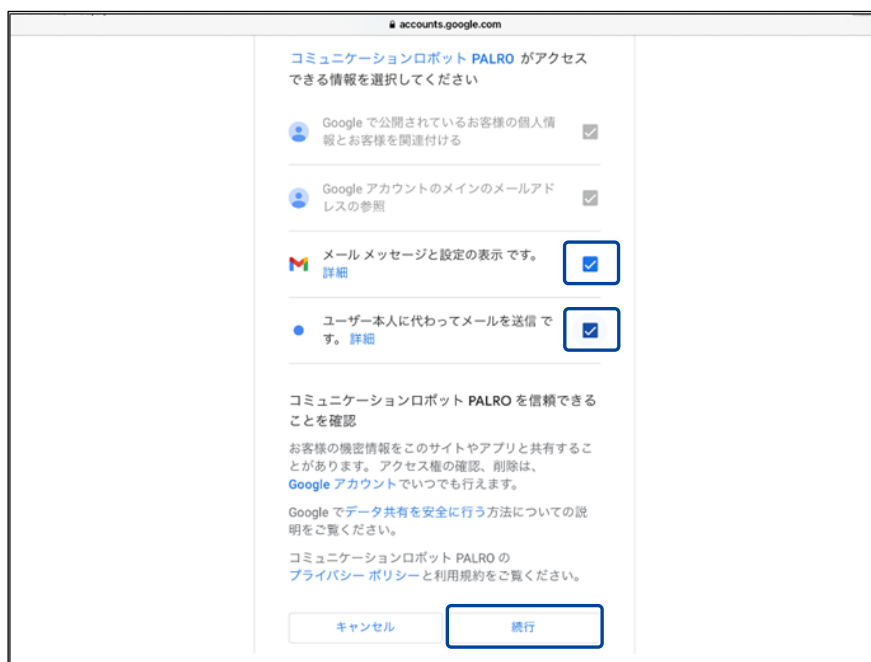 accounts.google.com
コミュニケーションロボット PALRO がアクセス
できる情報を選択してください
Google で公開されているお客様の個人情
報とお客様を関連付ける
Google アカウントのメインのメールアド
レスの参照
メール メッセージと設定の表示 です。
詳細
ユーザー本人に代わってメールを送信 で
す。 詳細
コミュニケーションロボット PALRO を信頼できる
ことを確認
お客様の機密情報をこのサイトやアプリと共有するこ
とがあります。 アクセス権の確認、削除は、
Google アカウントでいつでも行えます。
Google でデータ共有を安全に行う方法についての説
明をご覧ください。
コミュニケーションロボット PALRO の
プライバシー ポリシーと利用規約をご覧ください。
キャンセル
続行